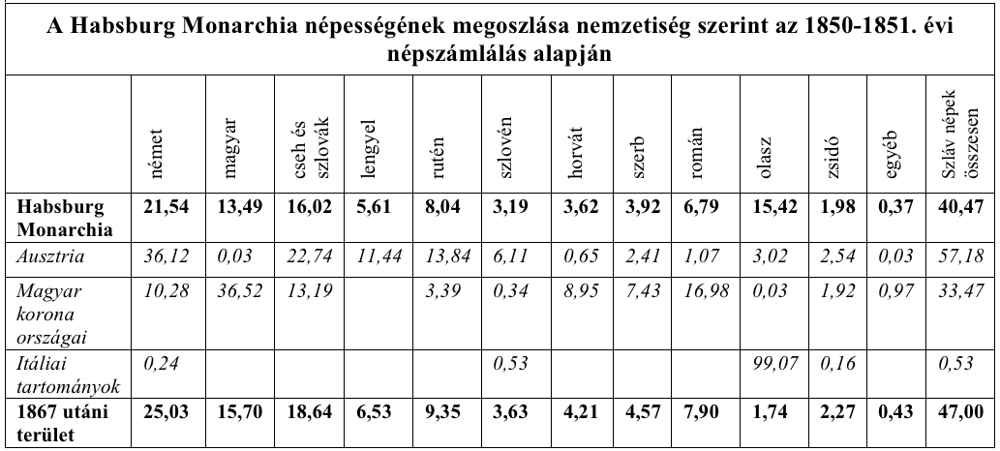 A Habsburg Monarchia népességének megoszlása nemzetiség szerint az 1850-1851. évi
népszámlálás alapján
német magyar cseh és szlovák lengyel rutén szlovén horvát szerb román olasz zsidó egyéb Szláv népek összesen
Habsburg Monarchia 21,54 13,49 16,02 5,61 8,04 3,19 3,62 3,92 6,79 15,42 1,98 0,37 40,47
Ausztria 36,12 0,03 22,74 11,44 13,84 6,11 0,65 2,41 1,07 3,02 2,54 0,03 57,18
Magyar korona országai 10,28 36,52 13,19 3,39 0,34 8,95 7,43 16,98 0,03 1,92 0,97 33,47
Itáliai tartományok 0,24 0,53 99,07 0,16 0,53
1867 utáni terület 25,03 15,70 18,64 6,53 9,35 3,63 4,21 4,57 7,90 1,74 2,27 0,43 47,00